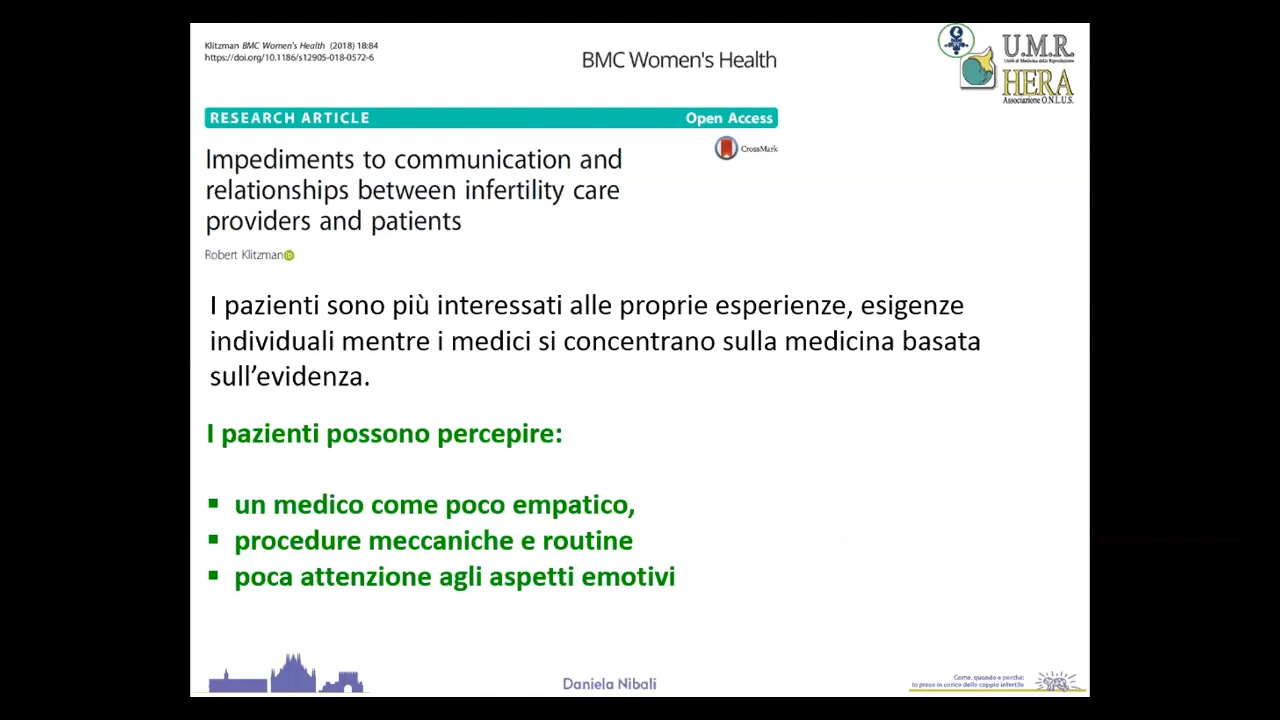 Klitzman BMC Women's Health (2018) 18:84
https://doi.org/10.1186/s12905-018-0572-6
BMC Women's Health
U.M.R.
Unità di Medicina della Riproduzione
HERA
Associazione O.N.L.U.S.
RESEARCH ARTICLE
Open Access
CrossMark
Impediments to communication and
relationships between infertility care
providers and patients
Robert Klitzman
iD
I pazienti sono più interessati alle proprie esperienze, esigenze
individuali mentre i medici si concentrano sulla medicina basata
sull’evidenza.
I pazienti possono percepire:
▪ un medico come poco empatico,
▪ procedure meccaniche e routine
▪ poca attenzione agli aspetti emotivi
Daniela Nibali
Come, quando e perché:
la presa in carico della coppia infertile